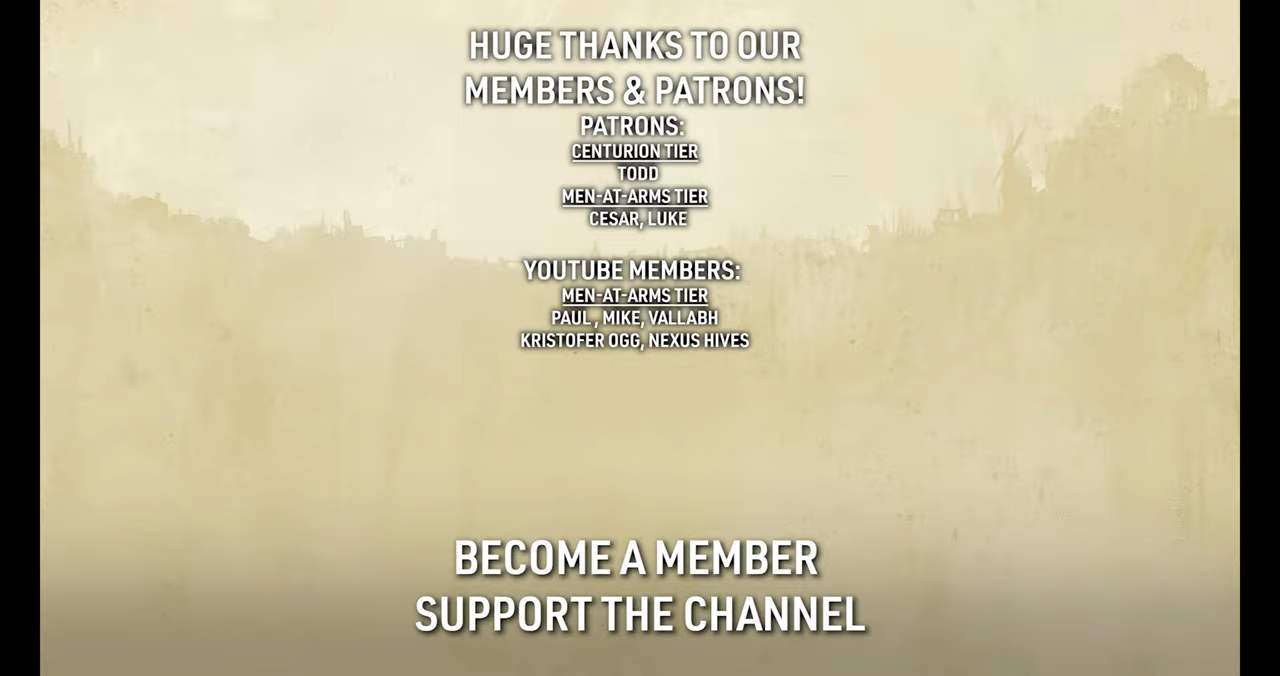 HUGE THANKS TO OUR
MEMBERS & PATRONS!
PATRONS:
CENTURION TIER
TODD
MEN-AT-ARMS TIER
CESAR, LUKE
YOUTUBE MEMBERS:
MEN-AT-ARMS TIER
PAUL , MIKE, VALLABH
KRISTOFER OGG, NEXUS HIVES
BECOME A MEMBER
SUPPORT THE CHANNEL